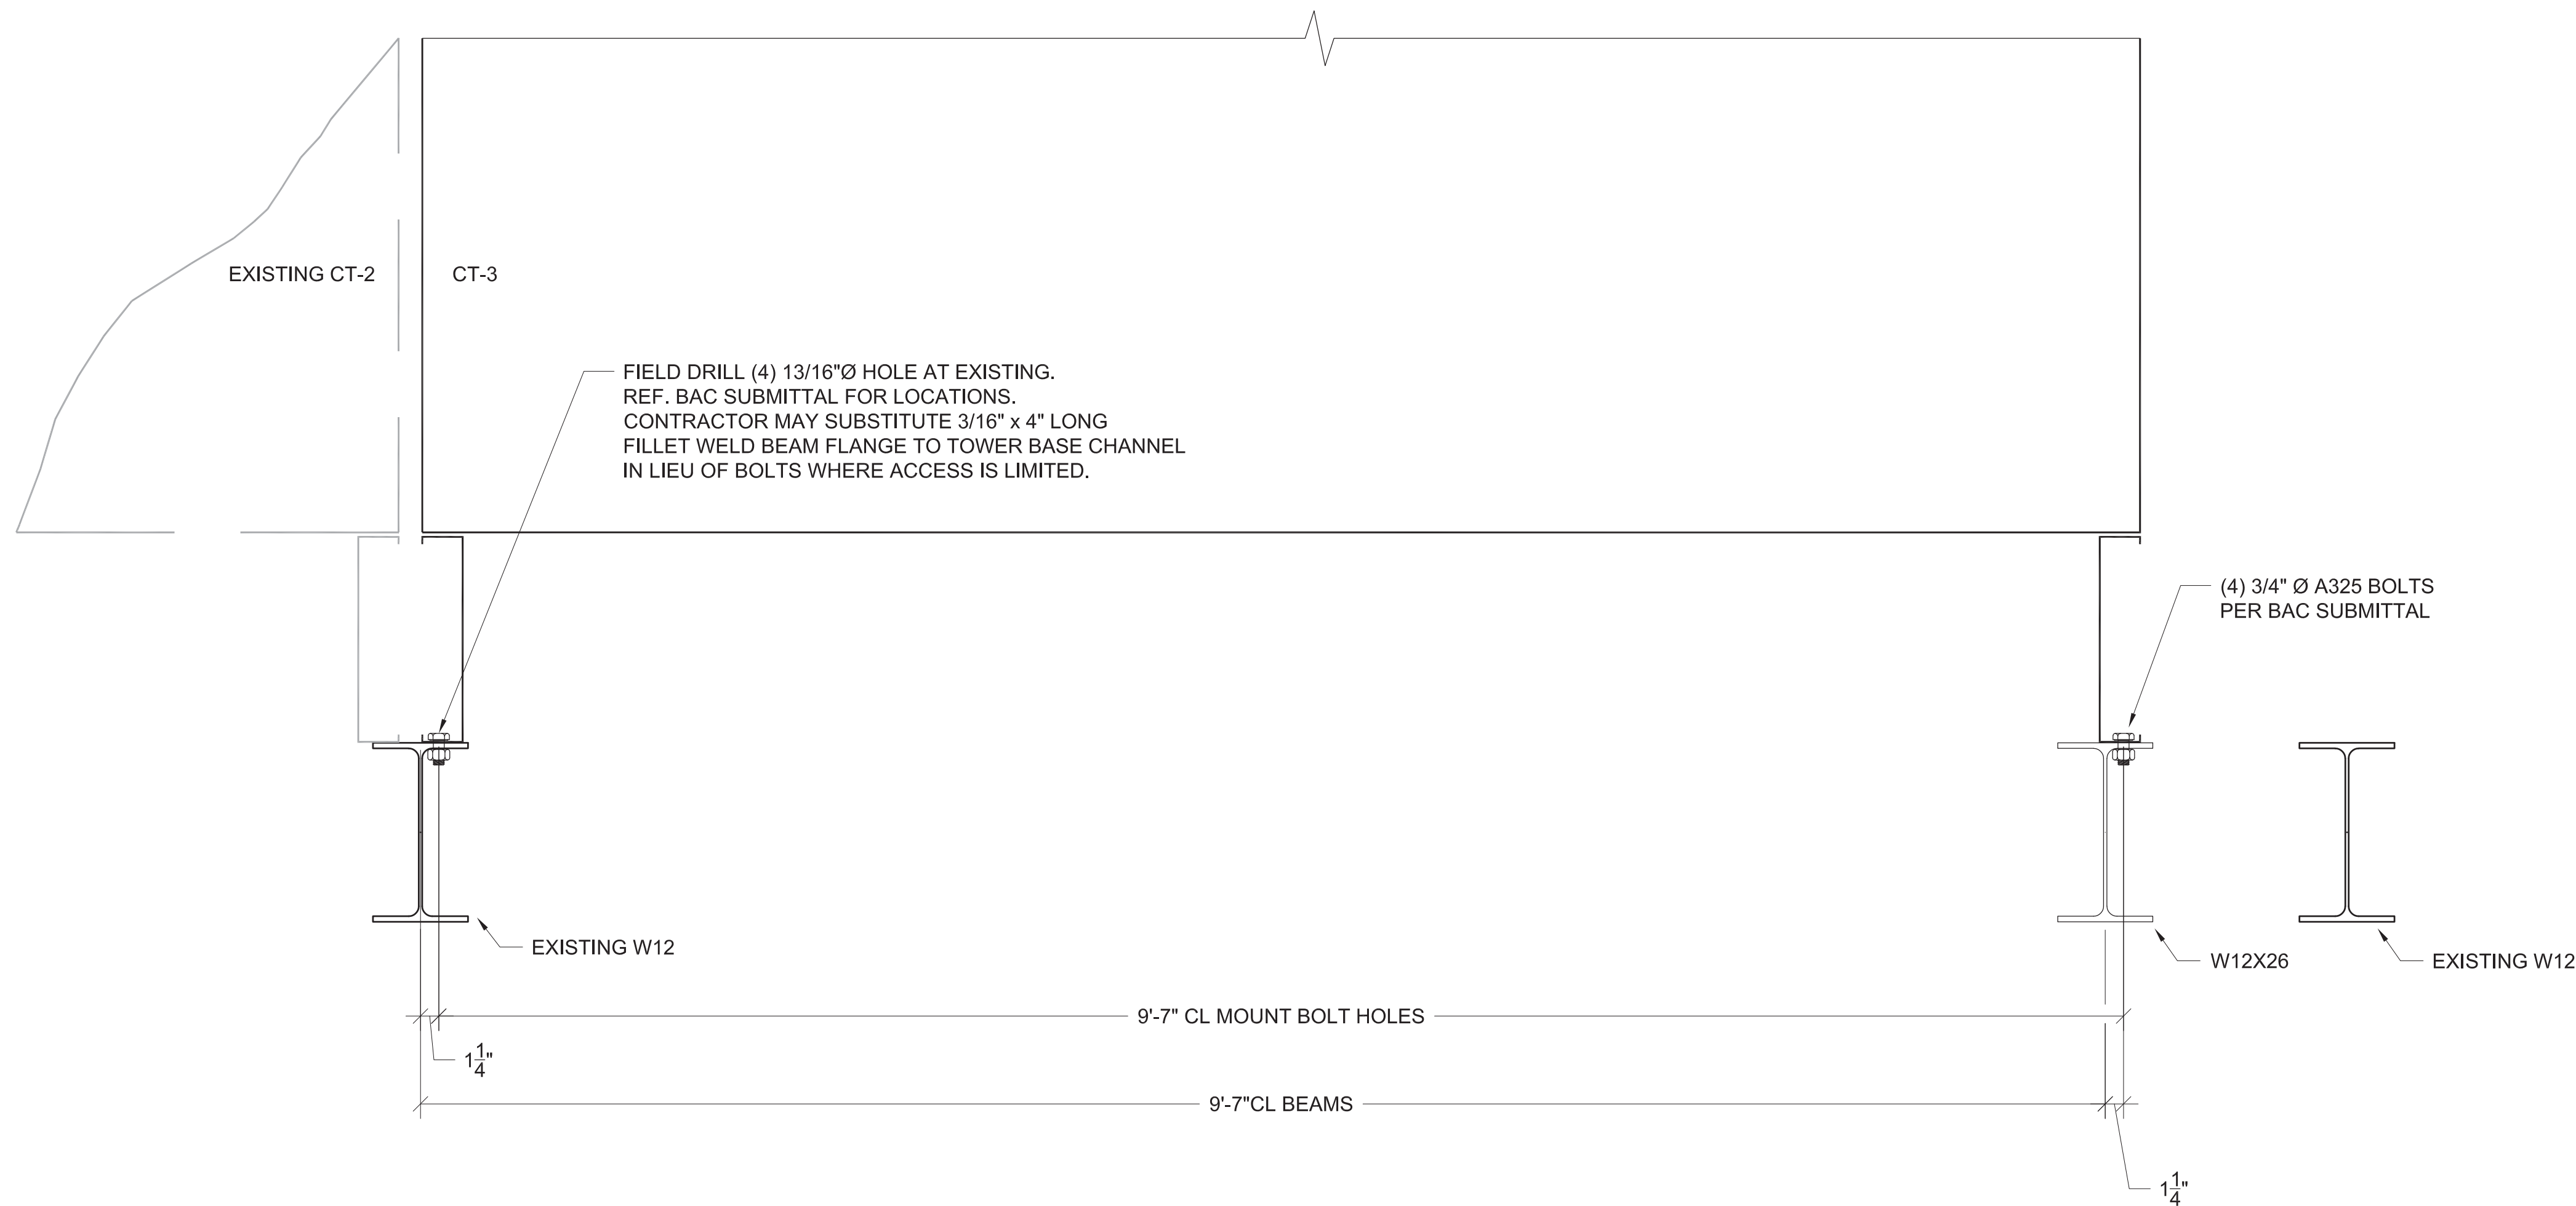 EXISTING CT-2
CT-3
FIELD DRILL (4) 13/16"Ø HOLE AT EXISTING.
REF. BAC SUBMITTAL FOR LOCATIONS.
CONTRACTOR MAY SUBSTITUTE 3/16" x 4" LONG
FILLET WELD BEAM FLANGE TO TOWER BASE CHANNEL
IN LIEU OF BOLTS WHERE ACCESS IS LIMITED.
(4) 3/4" Ø A325 BOLTS
PER BAC SUBMITTAL
EXISTING W12
W12X26
EXISTING W12
9'-7" CL MOUNT BOLT HOLES
1 1/4"
9'-7"CL BEAMS
1 1/4"